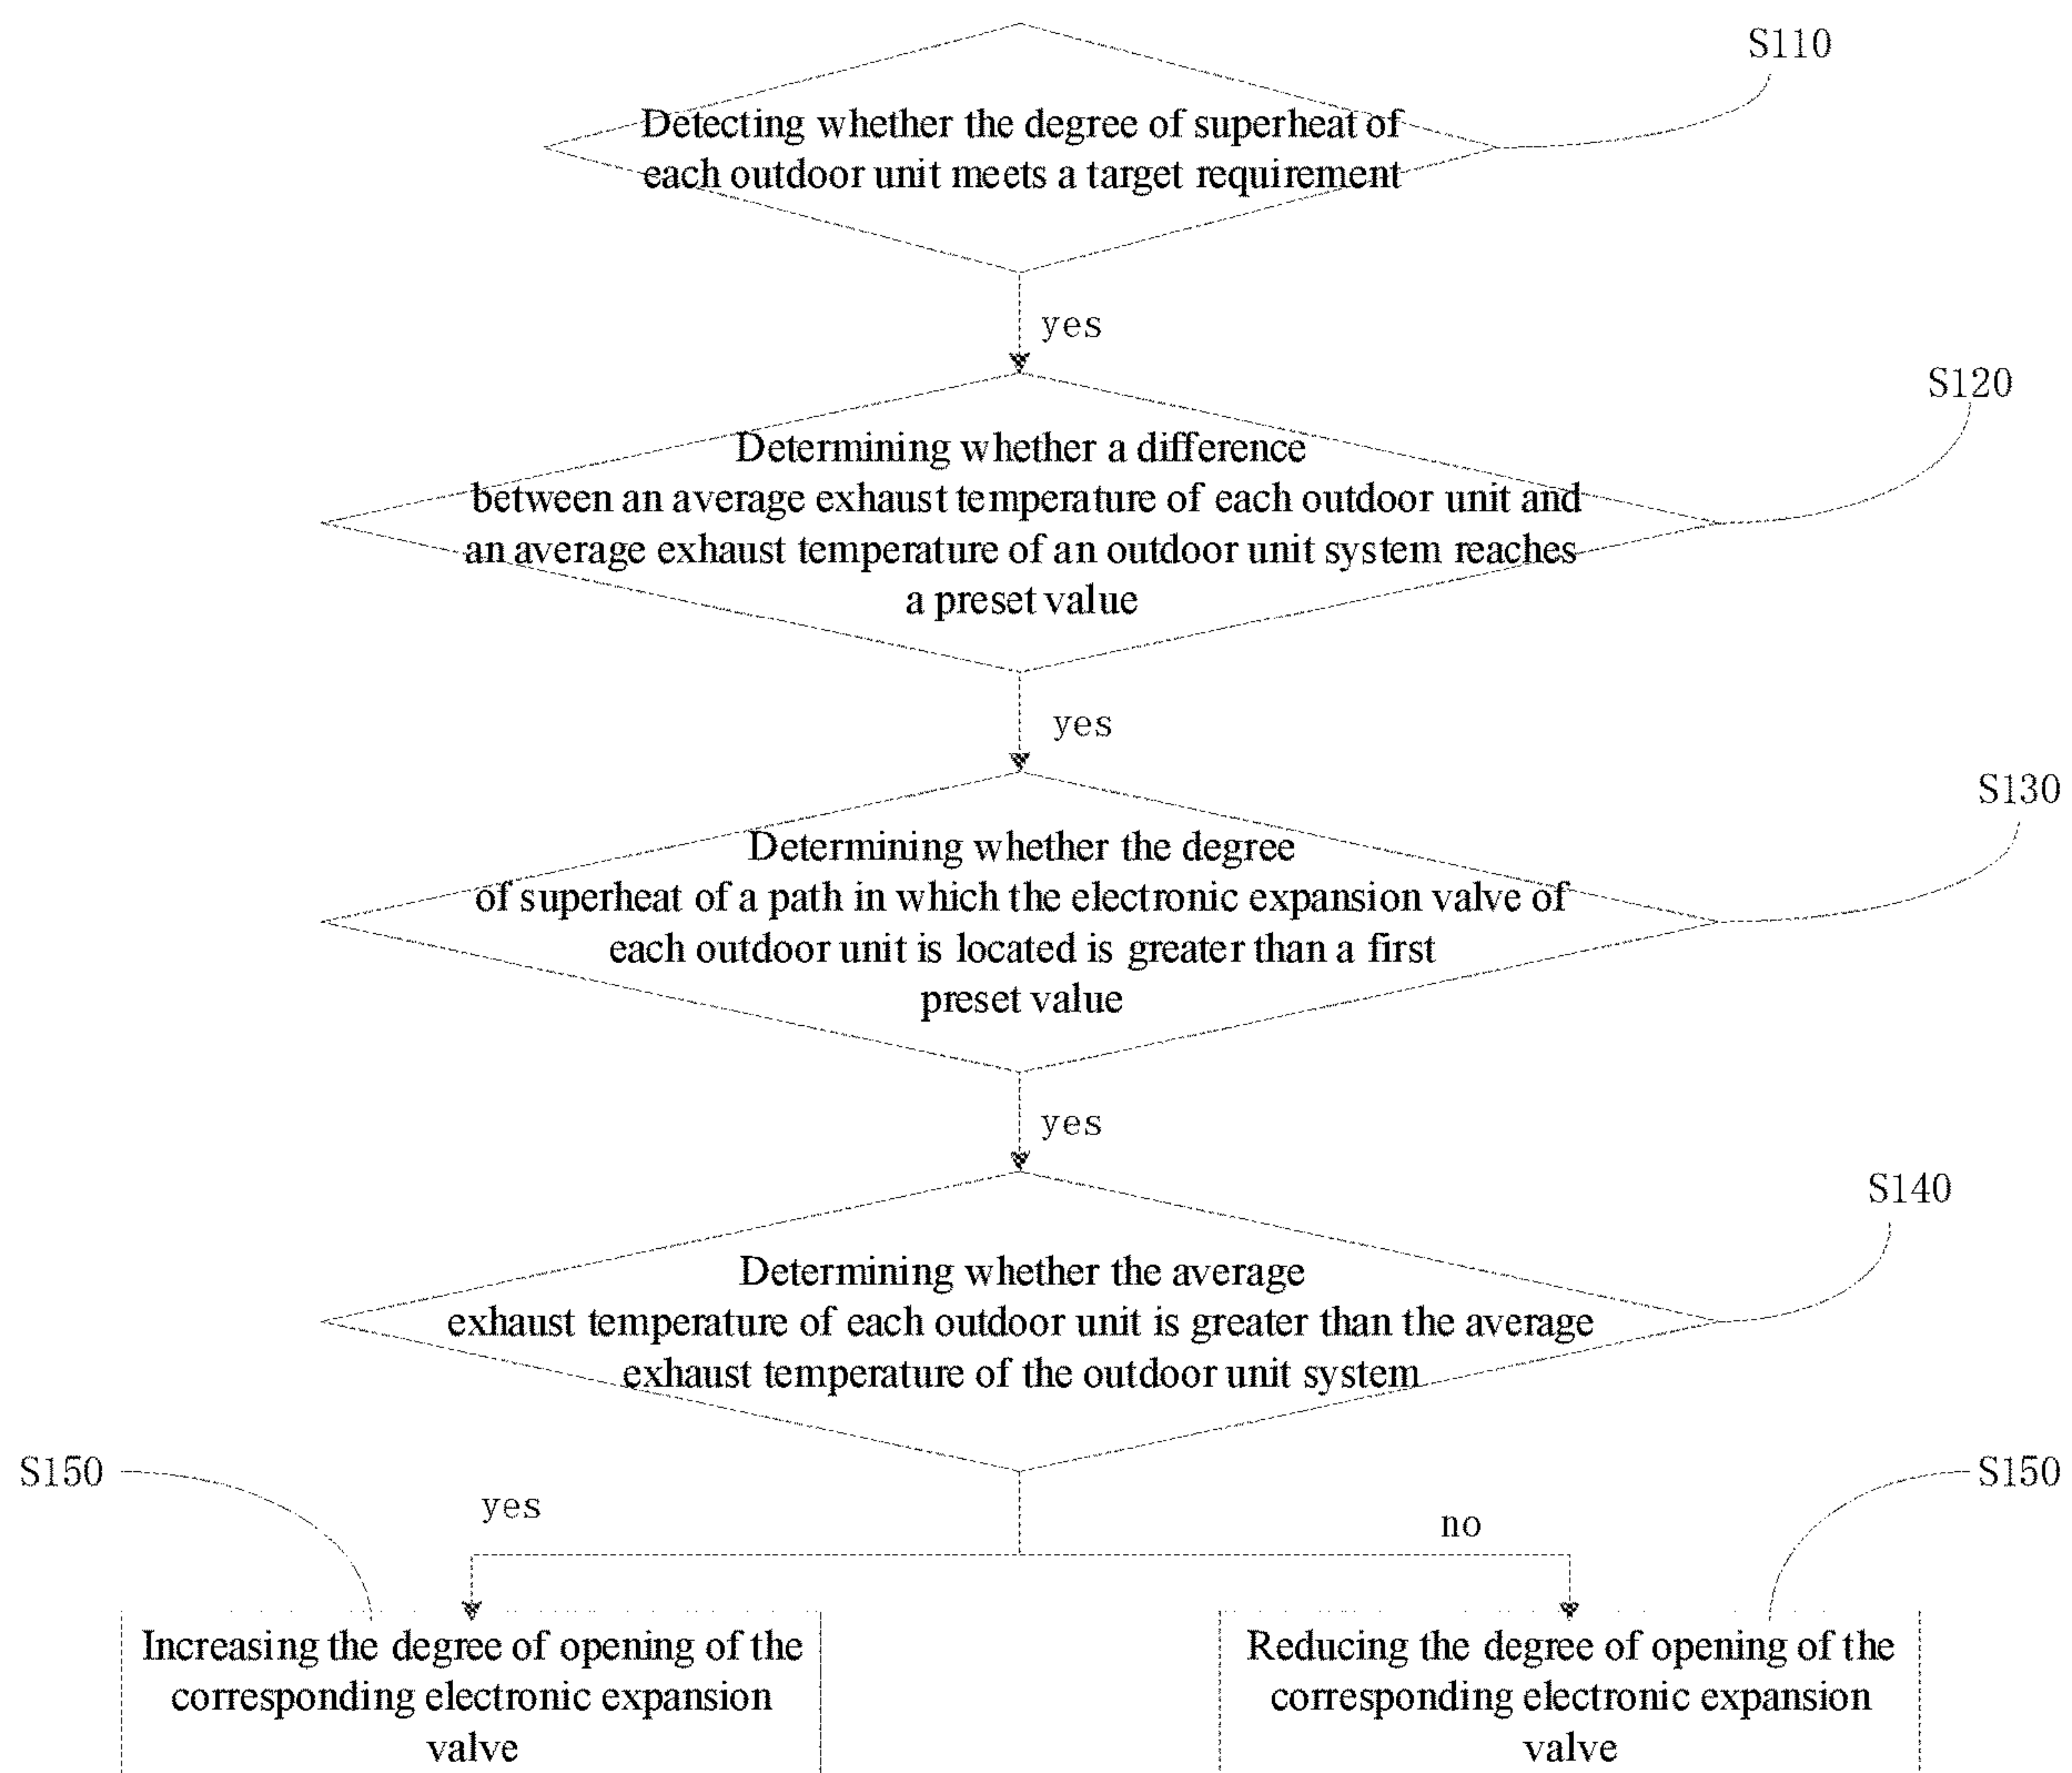 S110
Detecting whether the degree of superheat of
each outdoor unit meets a target requirement
yes
S120
Determining whether a difference
between an average exhaust temperature of each outdoor unit and
an average exhaust temperature of an outdoor unit system reaches
a preset value
yes
S130
Determining whether the degree
of superheat of a path in which the electronic expansion valve of
each outdoor unit is located is greater than a first
preset value
yes
S140
Determining whether the average
exhaust temperature of each outdoor unit is greater than the average
exhaust temperature of the outdoor unit system
S150
yes
no
S150
Increasing the degree of opening of the
corresponding electronic expansion
valve
Reducing the degree of opening of the
corresponding electronic expansion
valve